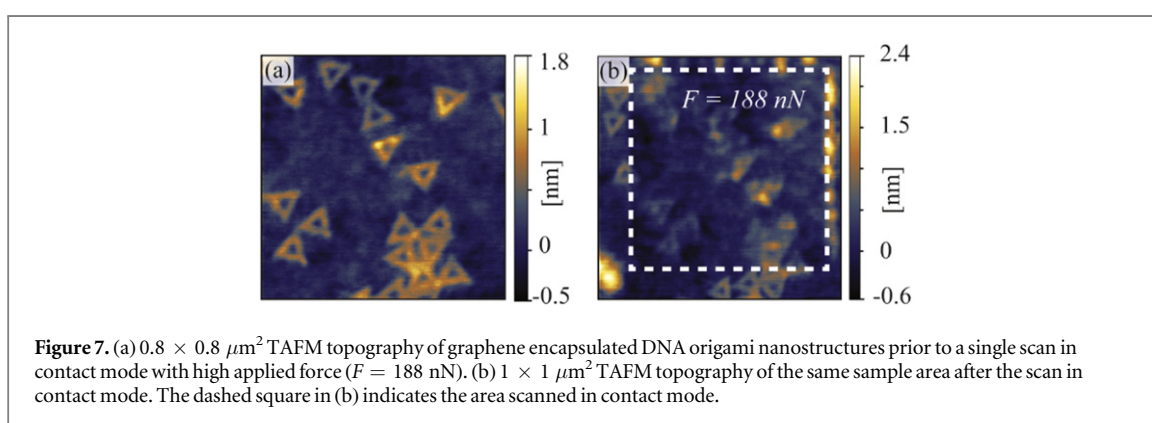 (a)
1.8
1
0
-0.5
[nm]
(b)
F = 188 nN
2.4
1.5
0
-0.6
[nm]
Figure 7. (a) 0.8 × 0.8 μm² TAFM topography of graphene encapsulated DNA origami nanostructures prior to a single scan in
contact mode with high applied force (F = 188 nN). (b) 1 × 1 μm² TAFM topography of the same sample area after the scan in
contact mode. The dashed square in (b) indicates the area scanned in contact mode.